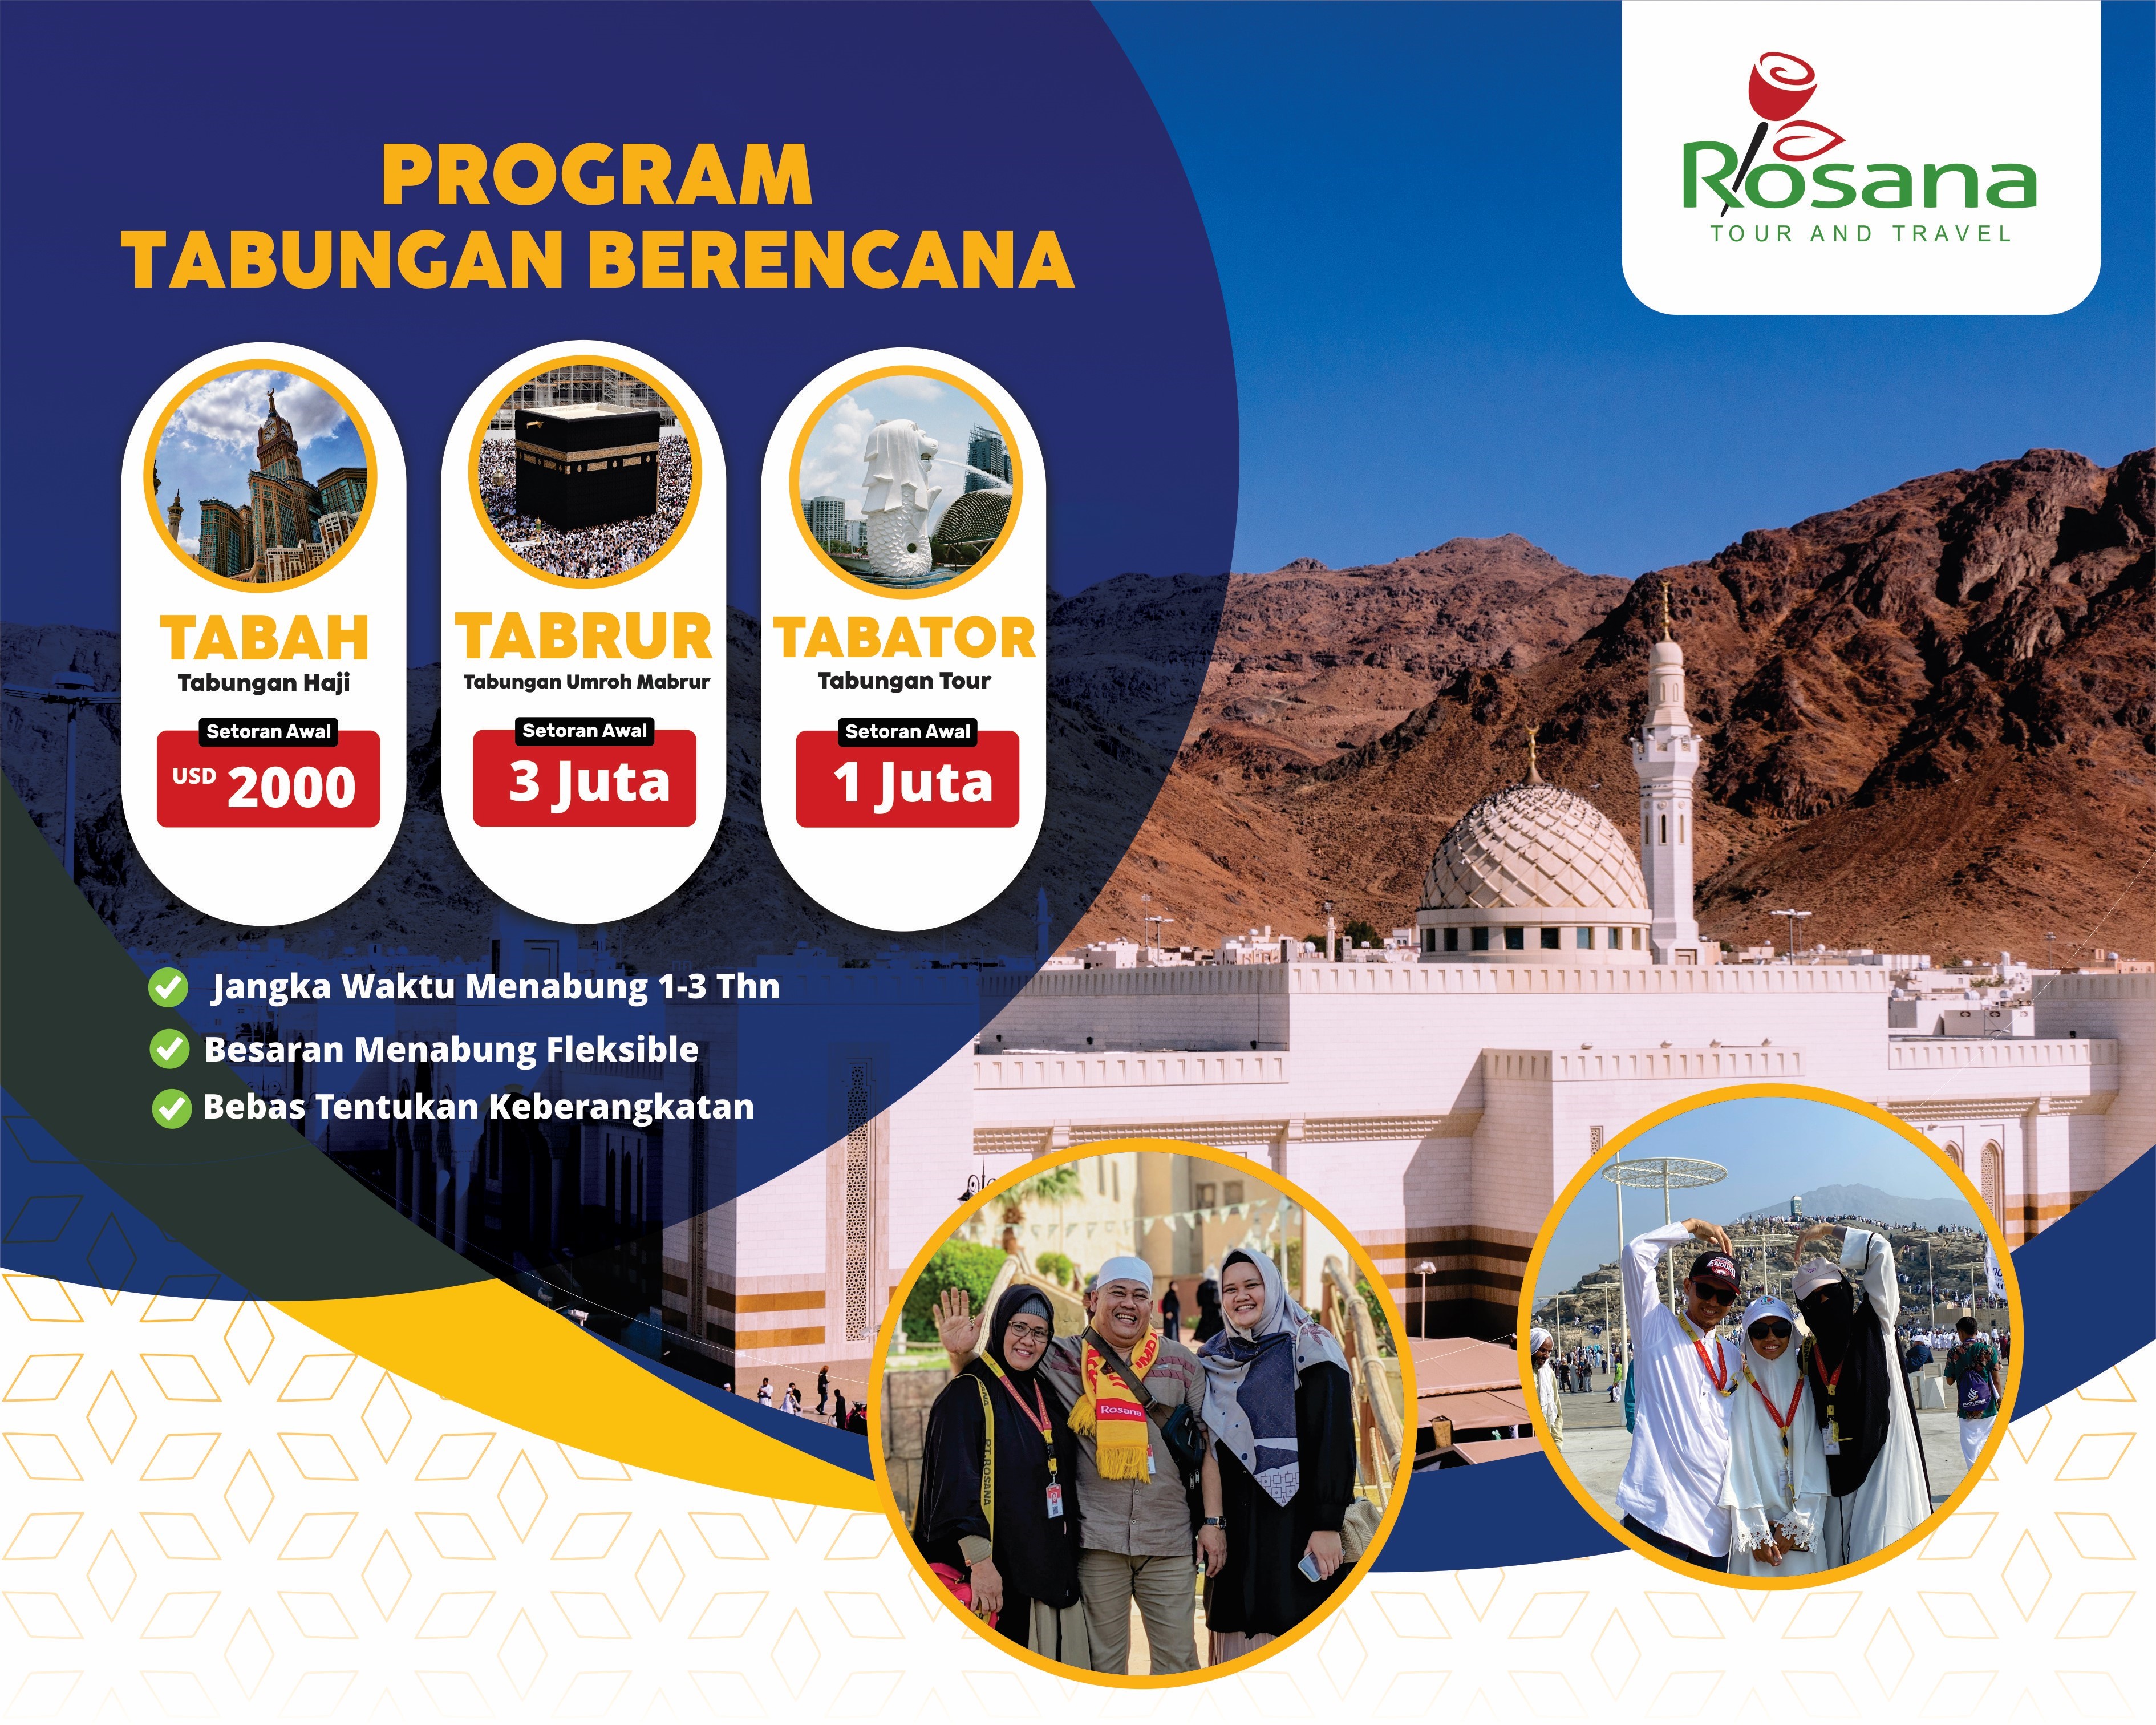 PROGRAM
TABUNGAN BERENCANA
Rosana
TOUR AND TRAVEL
TABAH
Tabungan Haji
Setoran Awal
USD 2000
TABRUR
Tabungan Umroh Mabrur
Setoran Awal
3 Juta
TABATOR
Tabungan Tour
Setoran Awal
1 Juta
Jangka Waktu Menabung 1-3 Thn
Besaran Menabung Fleksible
Bebas Tentukan Keberangkatan
Rosana
PT ROSANA